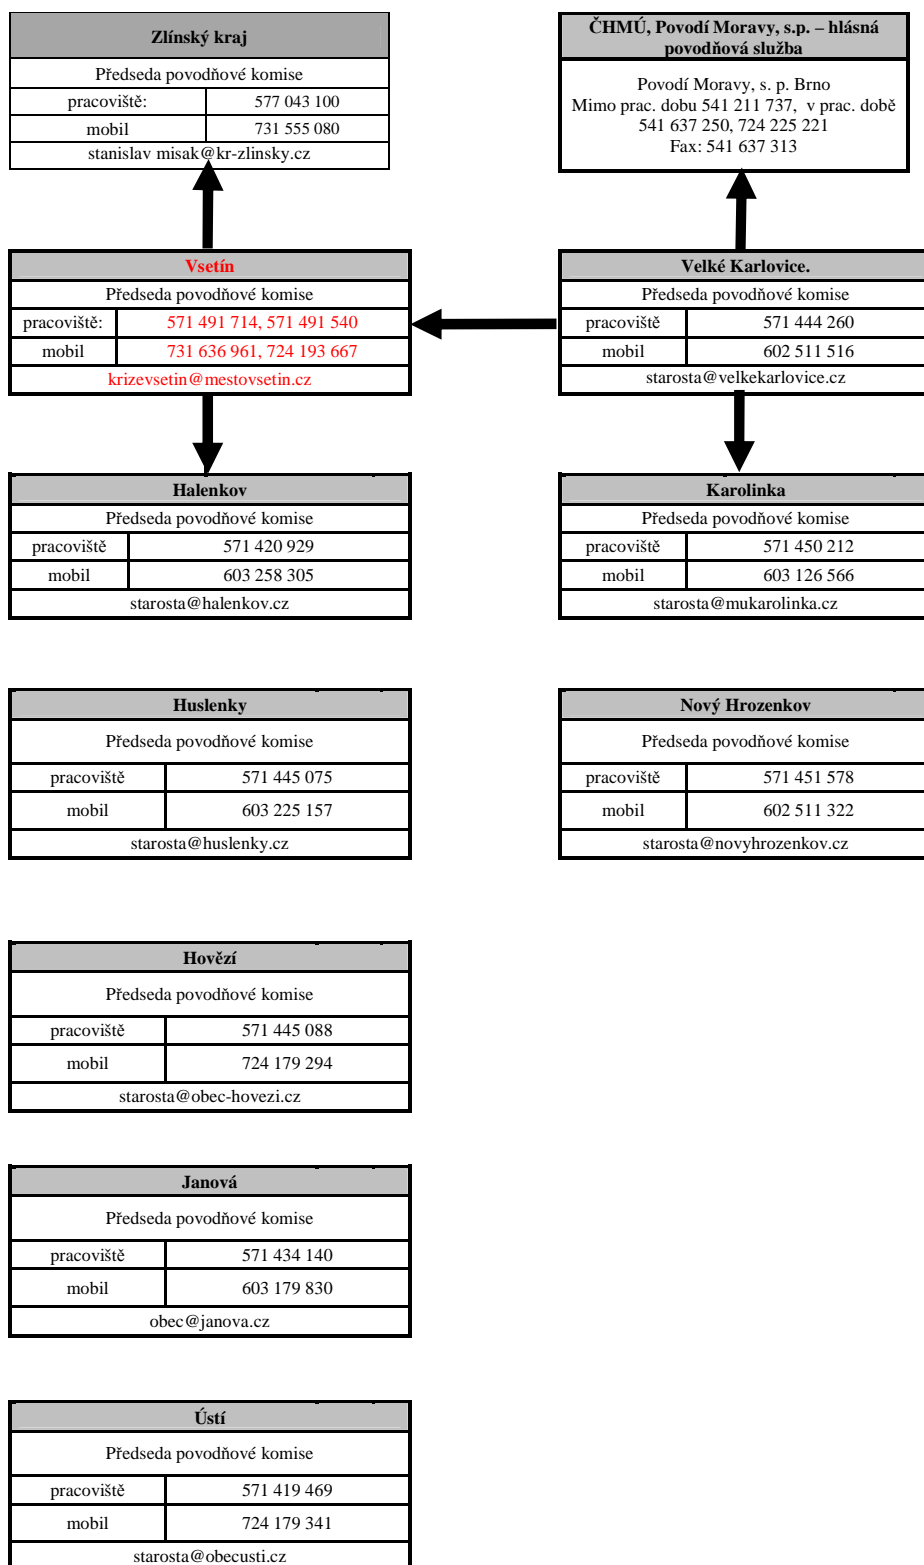 Zlínský kraj
Předseda povodňové komise
pracoviště: 577 043 100
mobil 731 555 080
stanislav misak@kr-zlinsky.cz
ČHMÚ, Povodí Moravy, s.p. – hlásná
povodňová služba
Povodí Moravy, s. p. Brno
Mimo prac. dobu 541 211 737, v prac. době
541 637 250, 724 225 221
Fax: 541 637 313
Vsetín
Předseda povodňové komise
pracoviště: 571 491 714, 571 491 540
mobil 731 636 961, 724 193 667
krizevsetin@mestovsetin.cz
Velké Karlovice.
Předseda povodňové komise
pracoviště 571 444 260
mobil 602 511 516
starosta@velkekarlovice.cz
Halenkov
Předseda povodňové komise
pracoviště 571 420 929
mobil 603 258 305
starosta@halenkov.cz
Karolinka
Předseda povodňové komise
pracoviště 571 450 212
mobil 603 126 566
starosta@mukarolinka.cz
Huslenky
Předseda povodňové komise
pracoviště 571 445 075
mobil 603 225 157
starosta@huslenky.cz
Nový Hrozenkov
Předseda povodňové komise
pracoviště 571 451 578
mobil 602 511 322
starosta@novyhrozenkov.cz
Hovězí
Předseda povodňové komise
pracoviště 571 445 088
mobil 724 179 294
starosta@obec-hovezi.cz
Janová
Předseda povodňové komise
pracoviště 571 434 140
mobil 603 179 830
obec@janova.cz
Ústí
Předseda povodňové komise
pracoviště 571 419 469
mobil 724 179 341
starosta@obecusti.cz